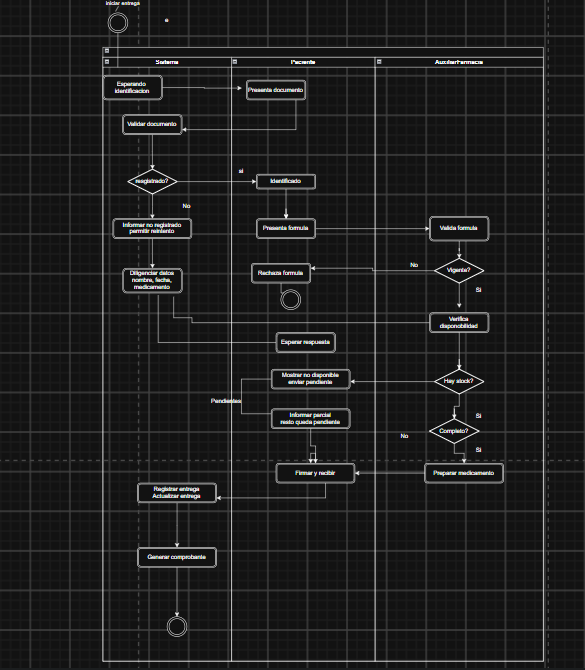 Iniciar entrega
e
Sistema
Paciente
AuxiliarFarmacia
Esperando
identificacion
Presenta documento
Validar documento
resgistrado?
si
Identificado
No
Informar no registrado
permitir reintento
Presenta formula
Valida formula
Diligenciar datos
nombre, fecha,
medicamento
Rechaza formula
No
Vigente?
Si
Verifica
disponobilidad
Esperar respuesta
Mostrar no disponible
enviar pendiente
Hay stock?
Pendientes
Informar parcial
resto queda pendiente
Si
No
Completo?
Si
Firmar y recibir
Preparar medicamento
Registrar entrega
Actualizar entrega
Generar comprobante